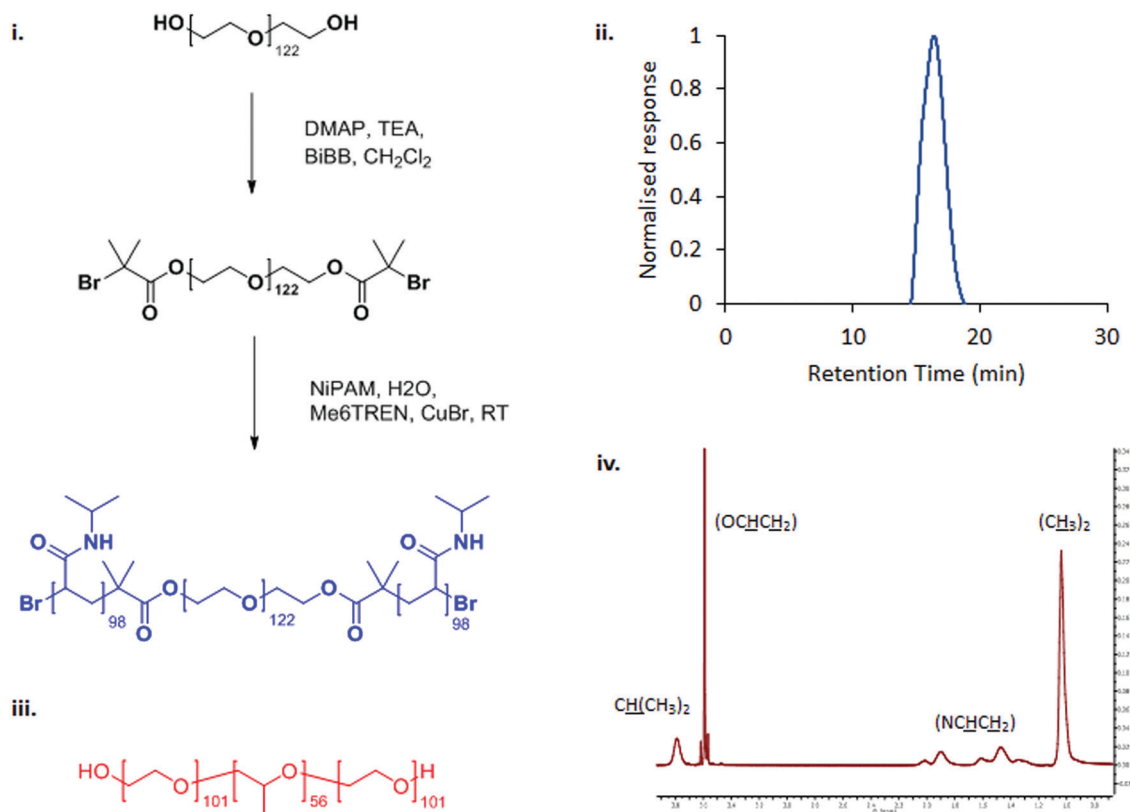 i.
HO
O
OH
122
DMAP, TEA,
BiBB, CH2Cl2
Br
O
O
O
122
O
O
Br
NiPAM, H2O,
Me6TREN, CuBr, RT
O
NH
O
NH
Br
98
O
O
O
122
O
O
98
Br
ii.
Normalised response
1
0.8
0.6
0.4
0.2
0
0
10
20
30
Retention Time (min)
iii.
HO
O
101
O
56
O
H
101
iv.
(OCHCH2)
(CH3)2
CH(CH3)2
(NCHCH2)